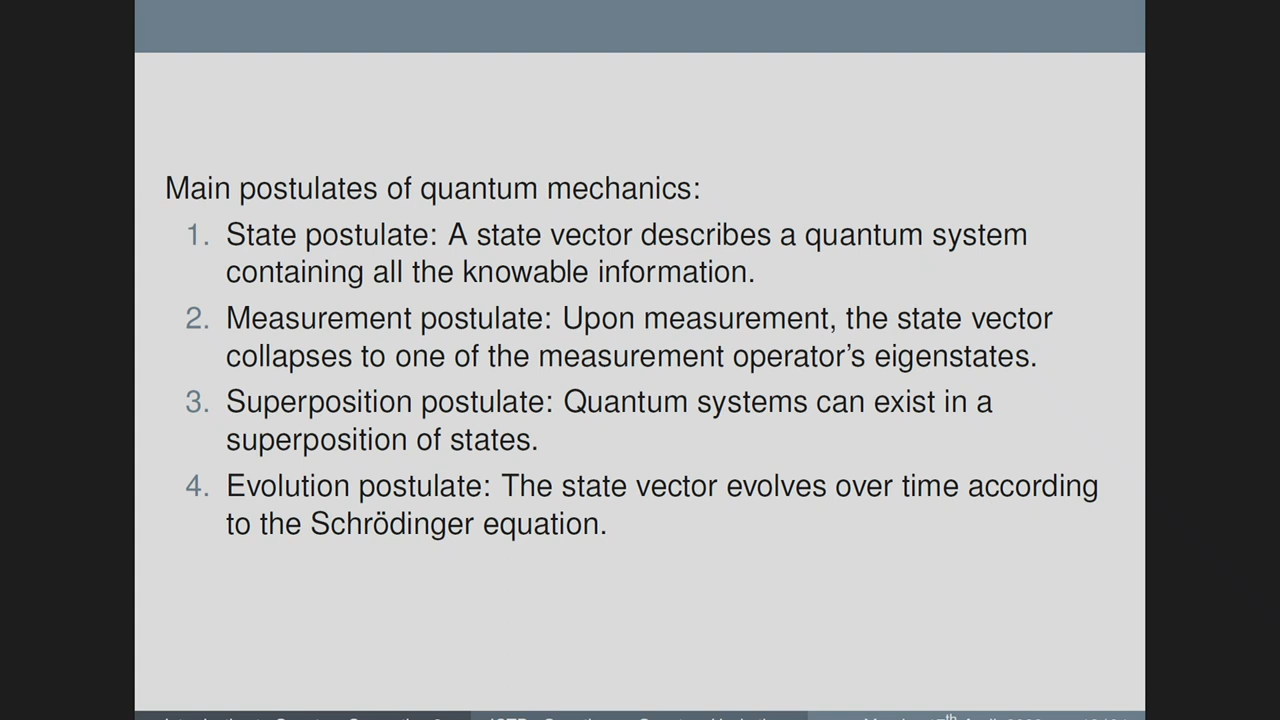 Main postulates of quantum mechanics:
1. State postulate: A state vector describes a quantum system
containing all the knowable information.
2. Measurement postulate: Upon measurement, the state vector
collapses to one of the measurement operator's eigenstates.
3. Superposition postulate: Quantum systems can exist in a
superposition of states.
4. Evolution postulate: The state vector evolves over time according
to the Schrödinger equation.